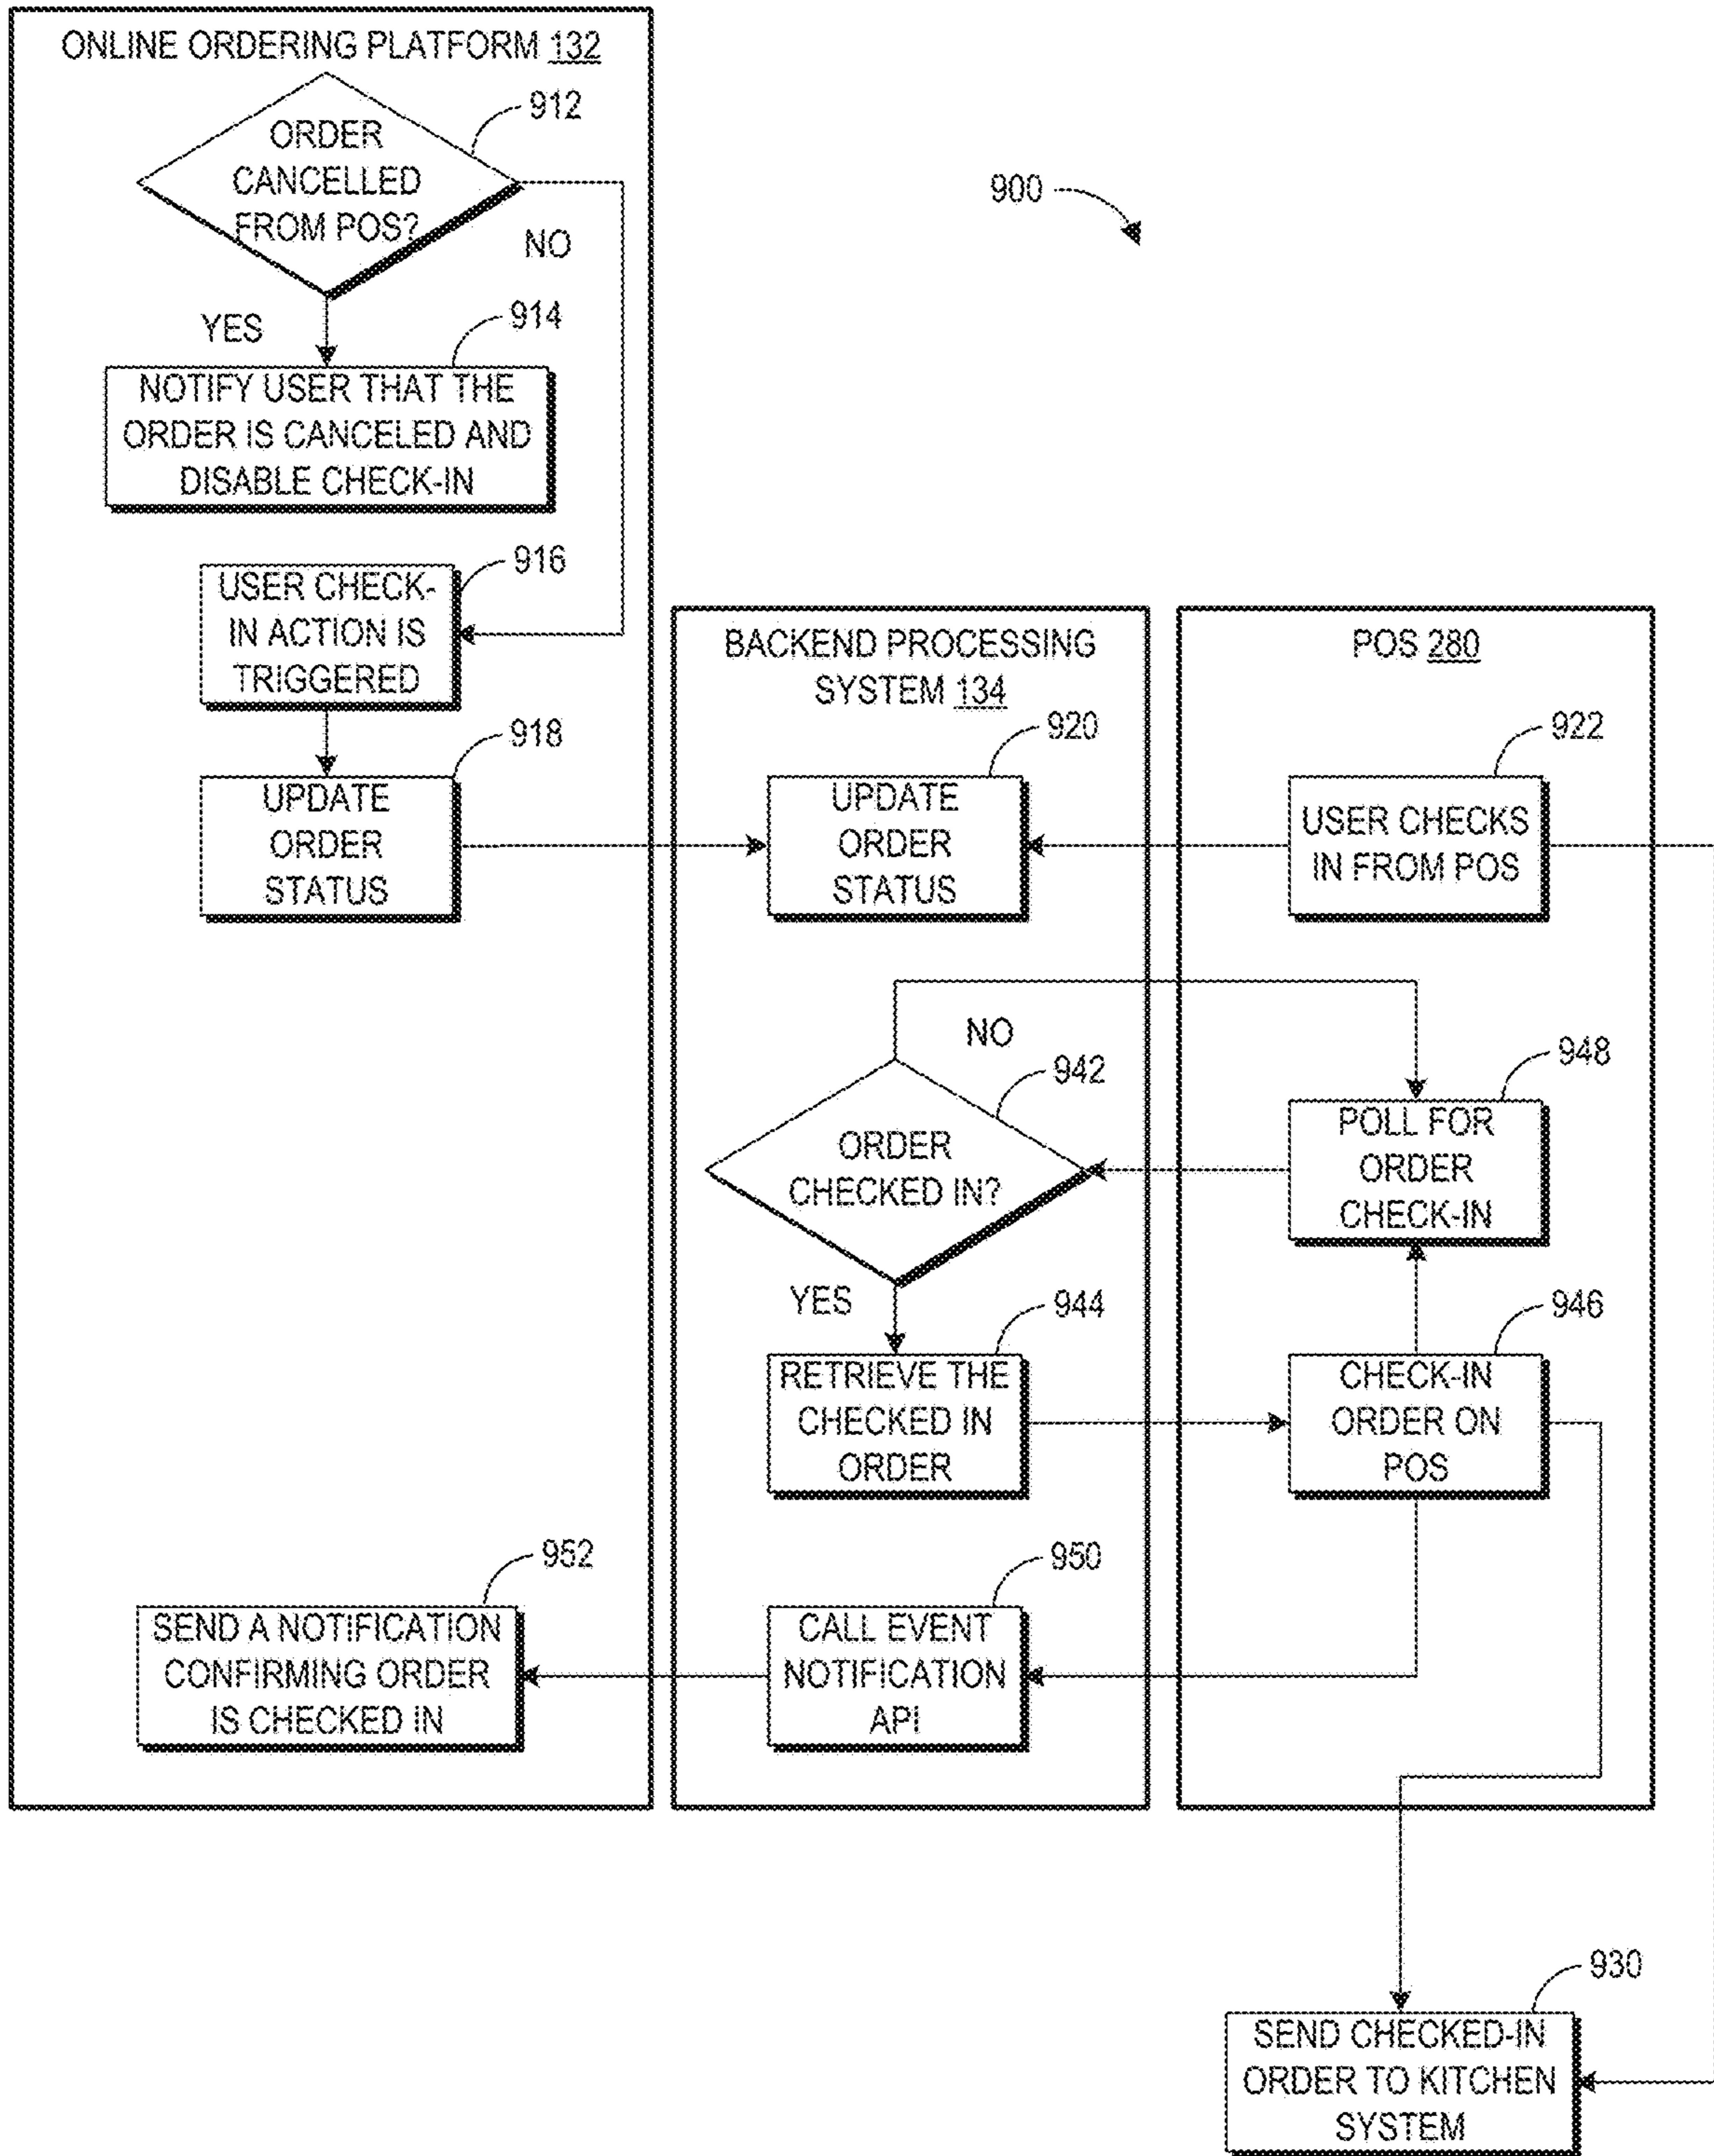 ONLINE ORDERING PLATFORM 132
912
ORDER
CANCELLED
FROM POS?
NO
YES
914
NOTIFY USER THAT THE
ORDER IS CANCELED AND
DISABLE CHECK-IN
916
USER CHECK-
IN ACTION IS
TRIGGERED
918
UPDATE
ORDER
STATUS
952
SEND A NOTIFICATION
CONFIRMING ORDER
IS CHECKED IN
900
BACKEND PROCESSING
SYSTEM 134
920
UPDATE
ORDER
STATUS
NO
942
ORDER
CHECKED IN?
YES
944
RETRIEVE THE
CHECKED IN
ORDER
950
CALL EVENT
NOTIFICATION
API
POS 280
922
USER CHECKS
IN FROM POS
948
POLL FOR
ORDER
CHECK-IN
946
CHECK-IN
ORDER ON
POS
930
SEND CHECKED-IN
ORDER TO KITCHEN
SYSTEM